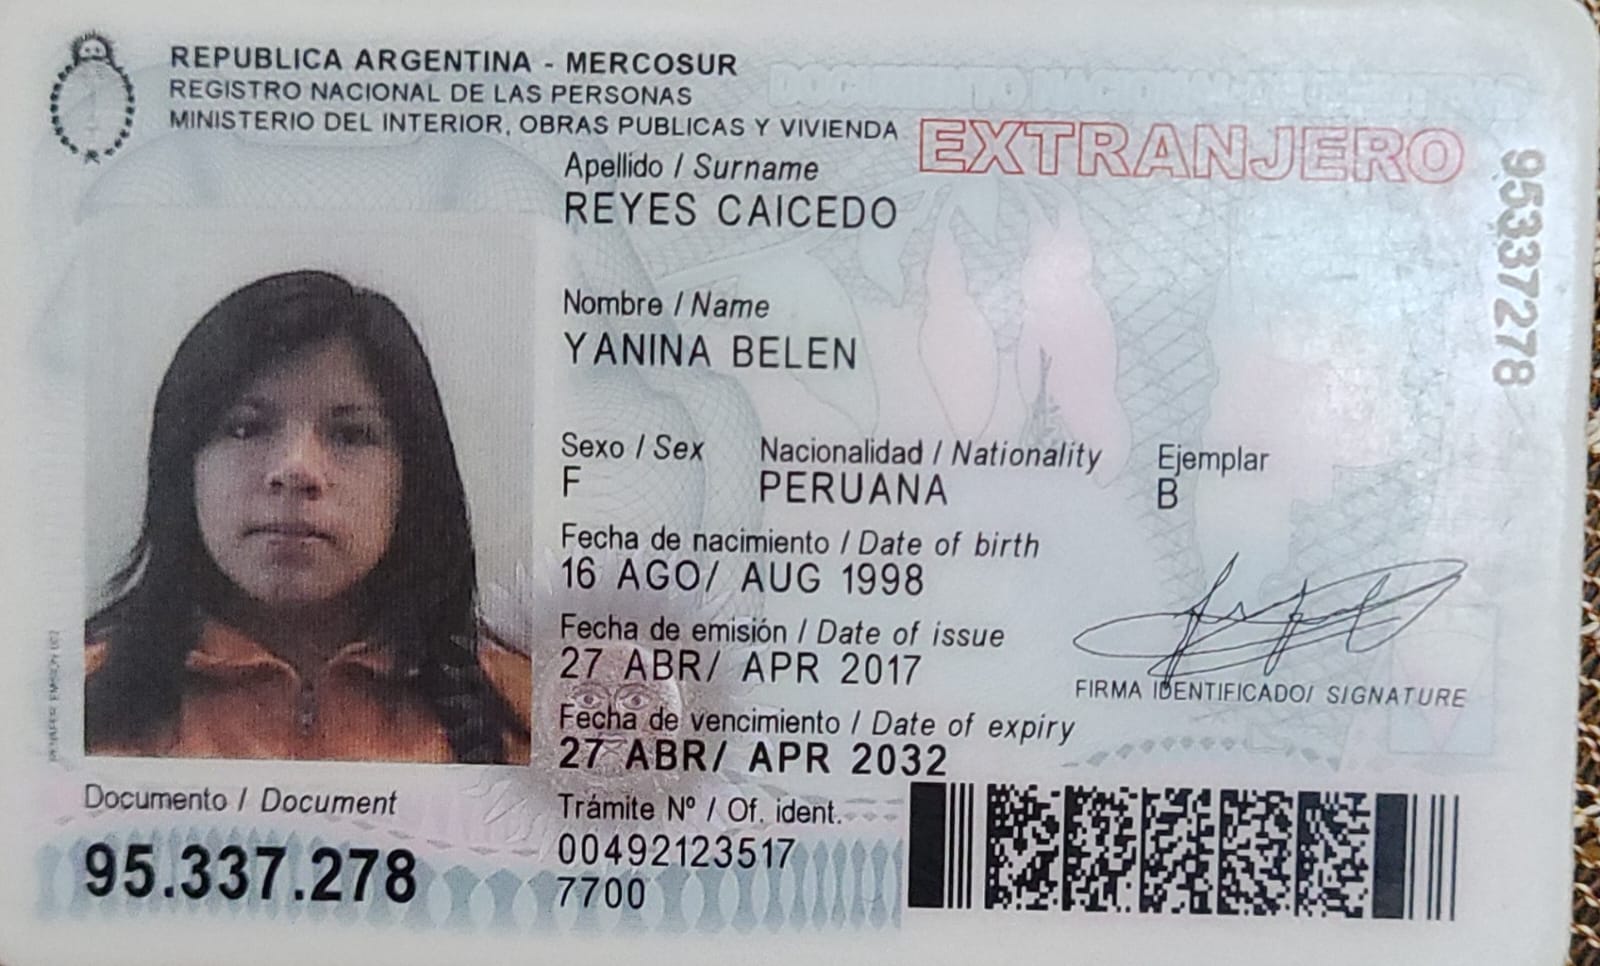 REPUBLICA ARGENTINA - MERCOSUR
REGISTRO NACIONAL DE LAS PERSONAS
MINISTERIO DEL INTERIOR, OBRAS PUBLICAS Y VIVIENDA
EXTRANJERO
Apellido / Surname
REYES CAICEDO
Nombre / Name
YANINA BELEN
Sexo / Sex Nacionalidad / Nationality Ejemplar
F PERUANA B
Fecha de nacimiento / Date of birth
16 AGO/ AUG 1998
Fecha de emisión / Date of issue
27 ABR/ APR 2017
FIRMA IDENTIFICADO/ SIGNATURE
Fecha de vencimiento / Date of expiry
27 ABR/ APR 2032
Documento / Document
95.337.278
Trámite Nº / Of. ident.
00492123517
7700
95337278